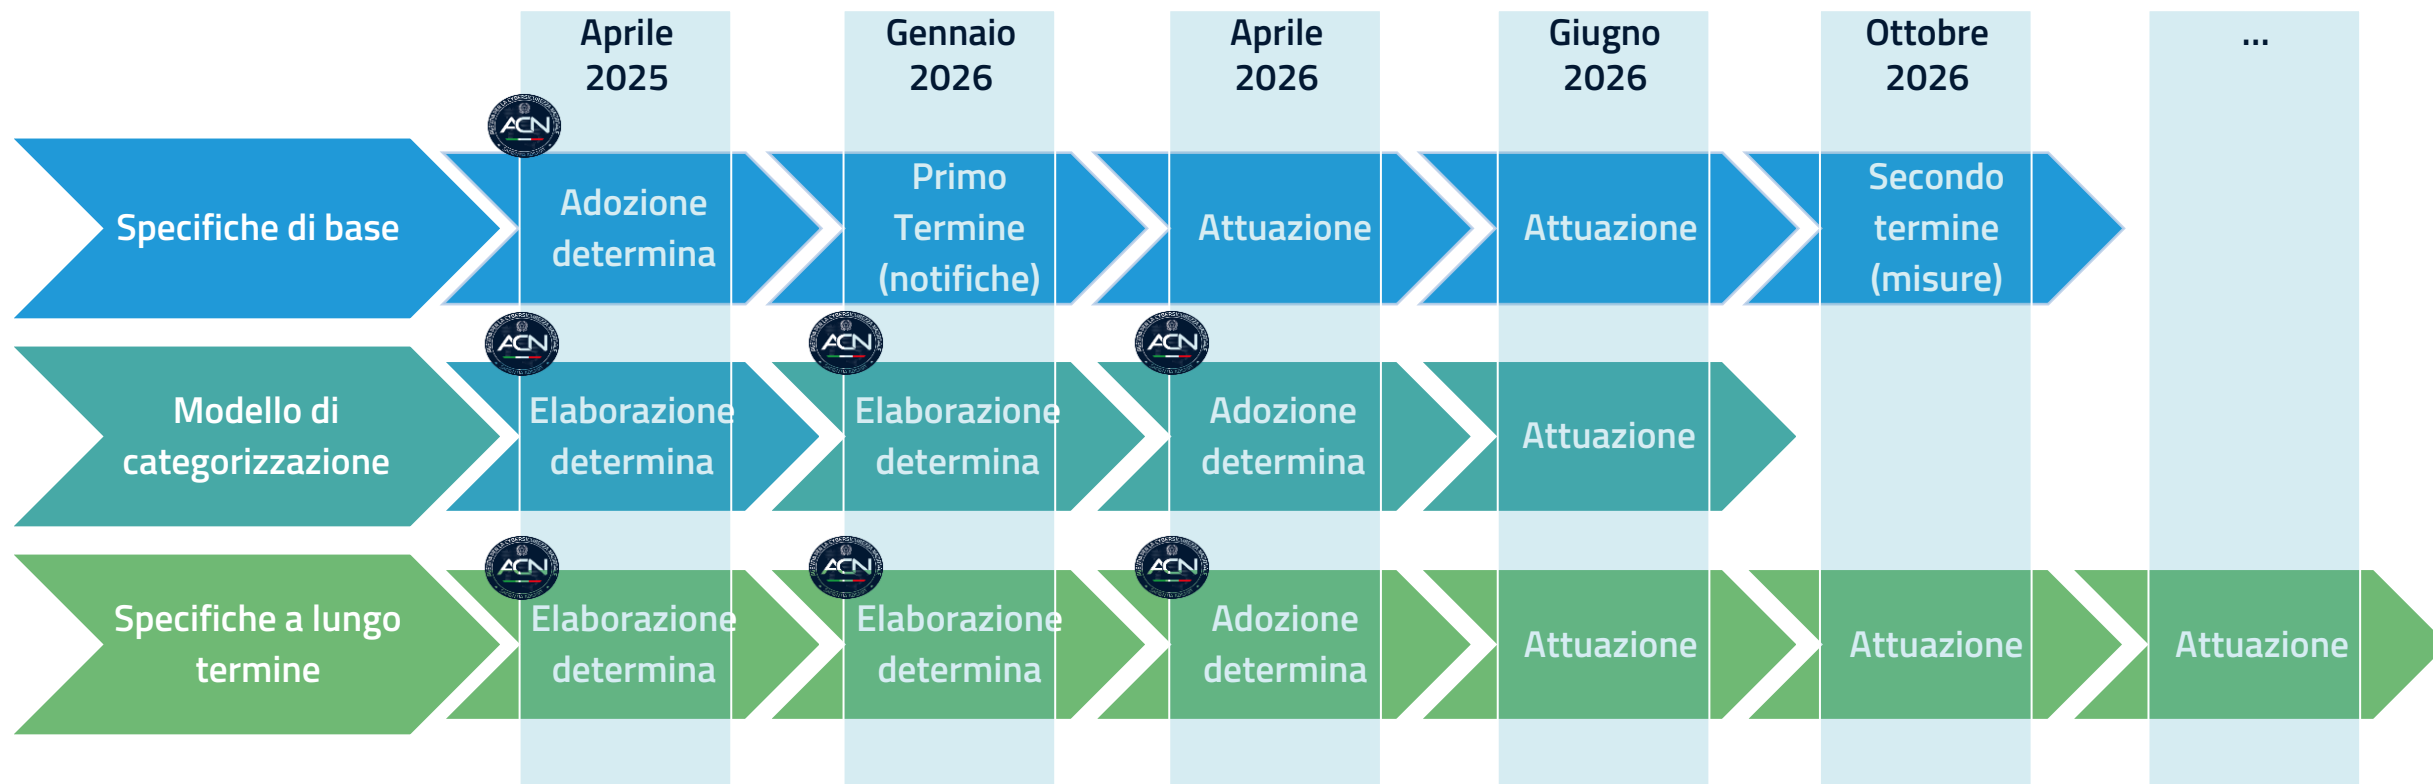 Aprile
2025
Gennaio
2026
Aprile
2026
Giugno
2026
Ottobre
2026
...
Specifiche di base
ACN
Adozione
determina
Primo
Termine
(notifiche)
Attuazione
Attuazione
Secondo
termine
(misure)
Modello di
categorizzazione
ACN
Elaborazione
determina
ACN
Elaborazione
determina
ACN
Adozione
determina
Attuazione
Specifiche a lungo
termine
ACN
Elaborazione
determina
ACN
Elaborazione
determina
ACN
Adozione
determina
Attuazione
Attuazione
Attuazione